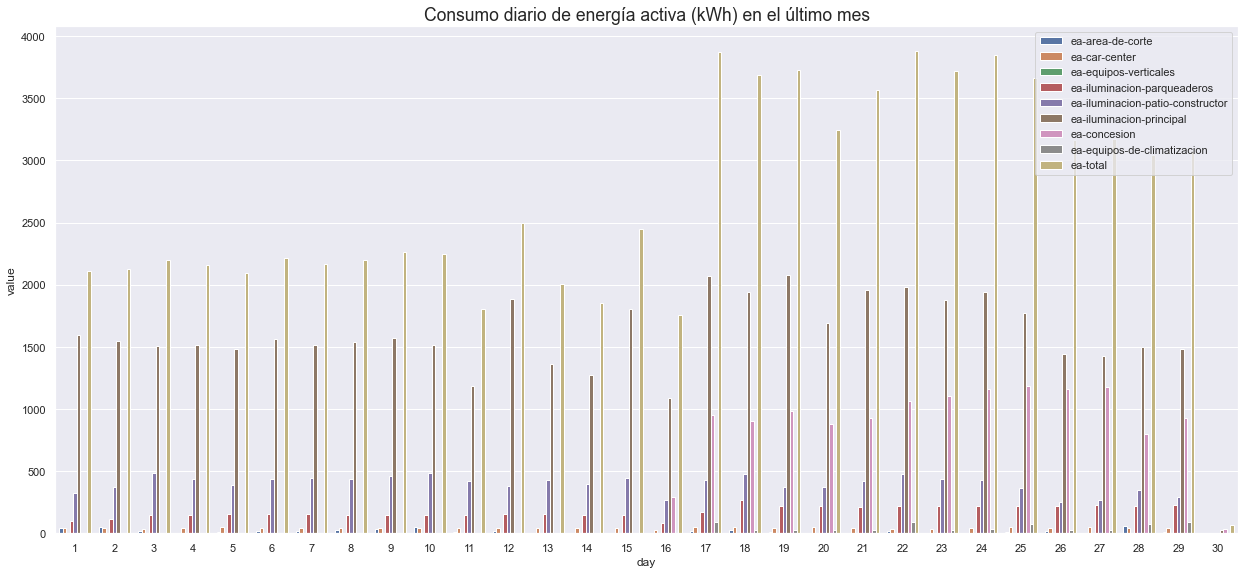 Consumo diario de energía activa (kWh) en el último mes
4000
3500
3000
2500
2000
1500
1000
500
0
value
ea-area-de-corte
ea-car-center
ea-equipos-verticales
ea-iluminacion-parqueaderos
ea-iluminacion-patio-constructor
ea-iluminacion-principal
ea-concesion
ea-equipos-de-climatizacion
ea-total
1 2 3 4 5 6 7 8 9 10 11 12 13 14 15 16 17 18 19 20 21 22 23 24 25 26 27 28 29 30
day